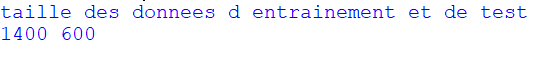 taille des donnees d entrainement et de test
1400 600